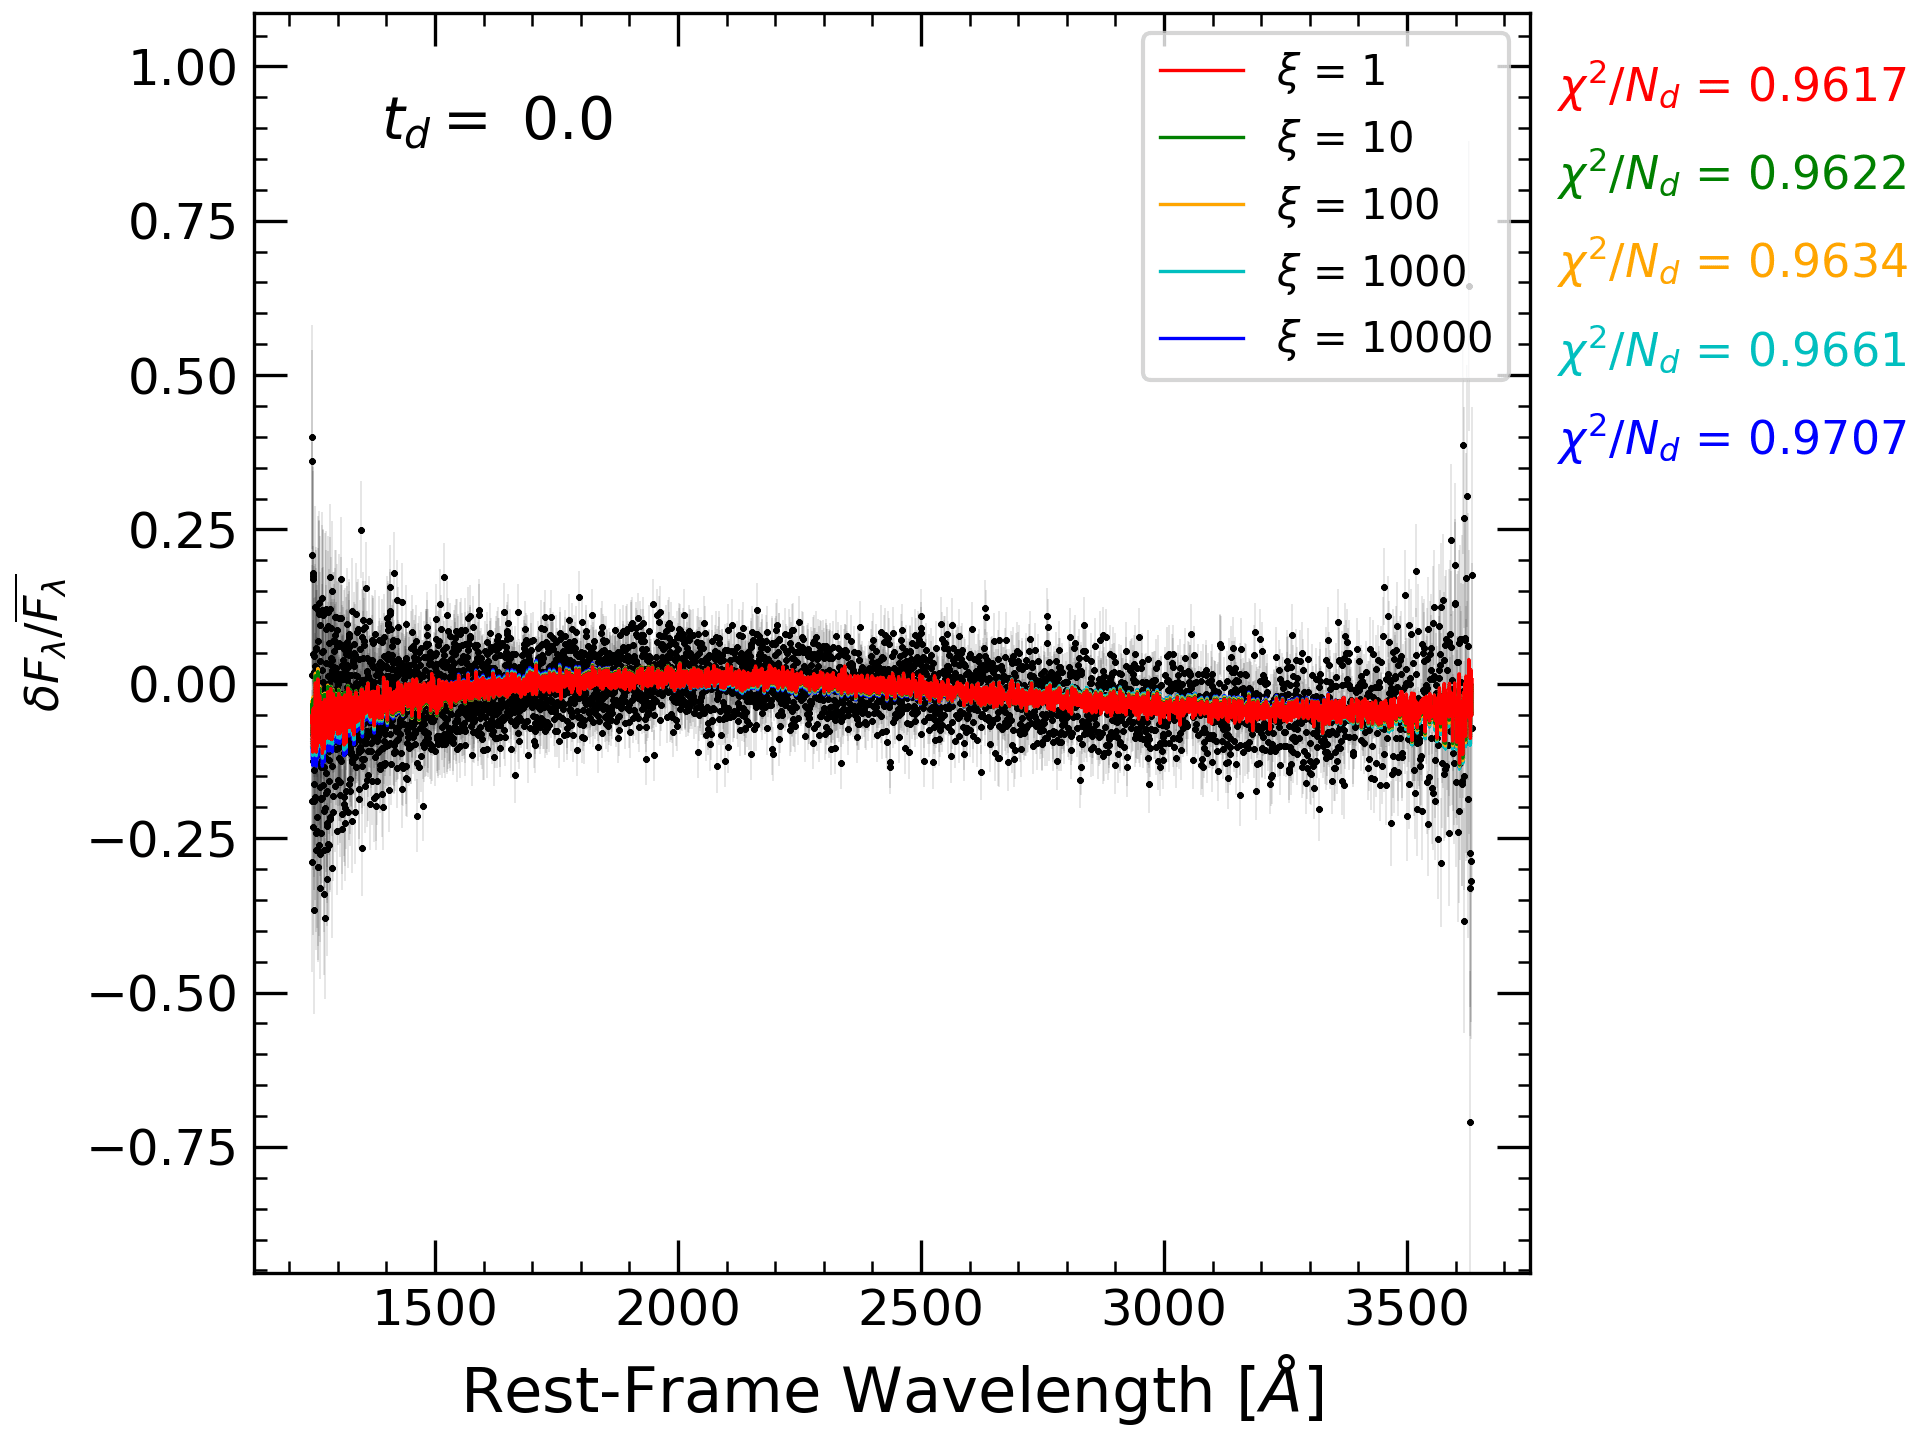 t_d = 0.0
ξ = 1
ξ = 10
ξ = 100
ξ = 1000
ξ = 10000
χ²/N_d = 0.9617
χ²/N_d = 0.9622
χ²/N_d = 0.9634
χ²/N_d = 0.9661
χ²/N_d = 0.9707
1.00
0.75
0.50
0.25
0.00
−0.25
−0.50
−0.75
δF_λ/F̅_λ
1500 2000 2500 3000 3500
Rest-Frame Wavelength [Å]